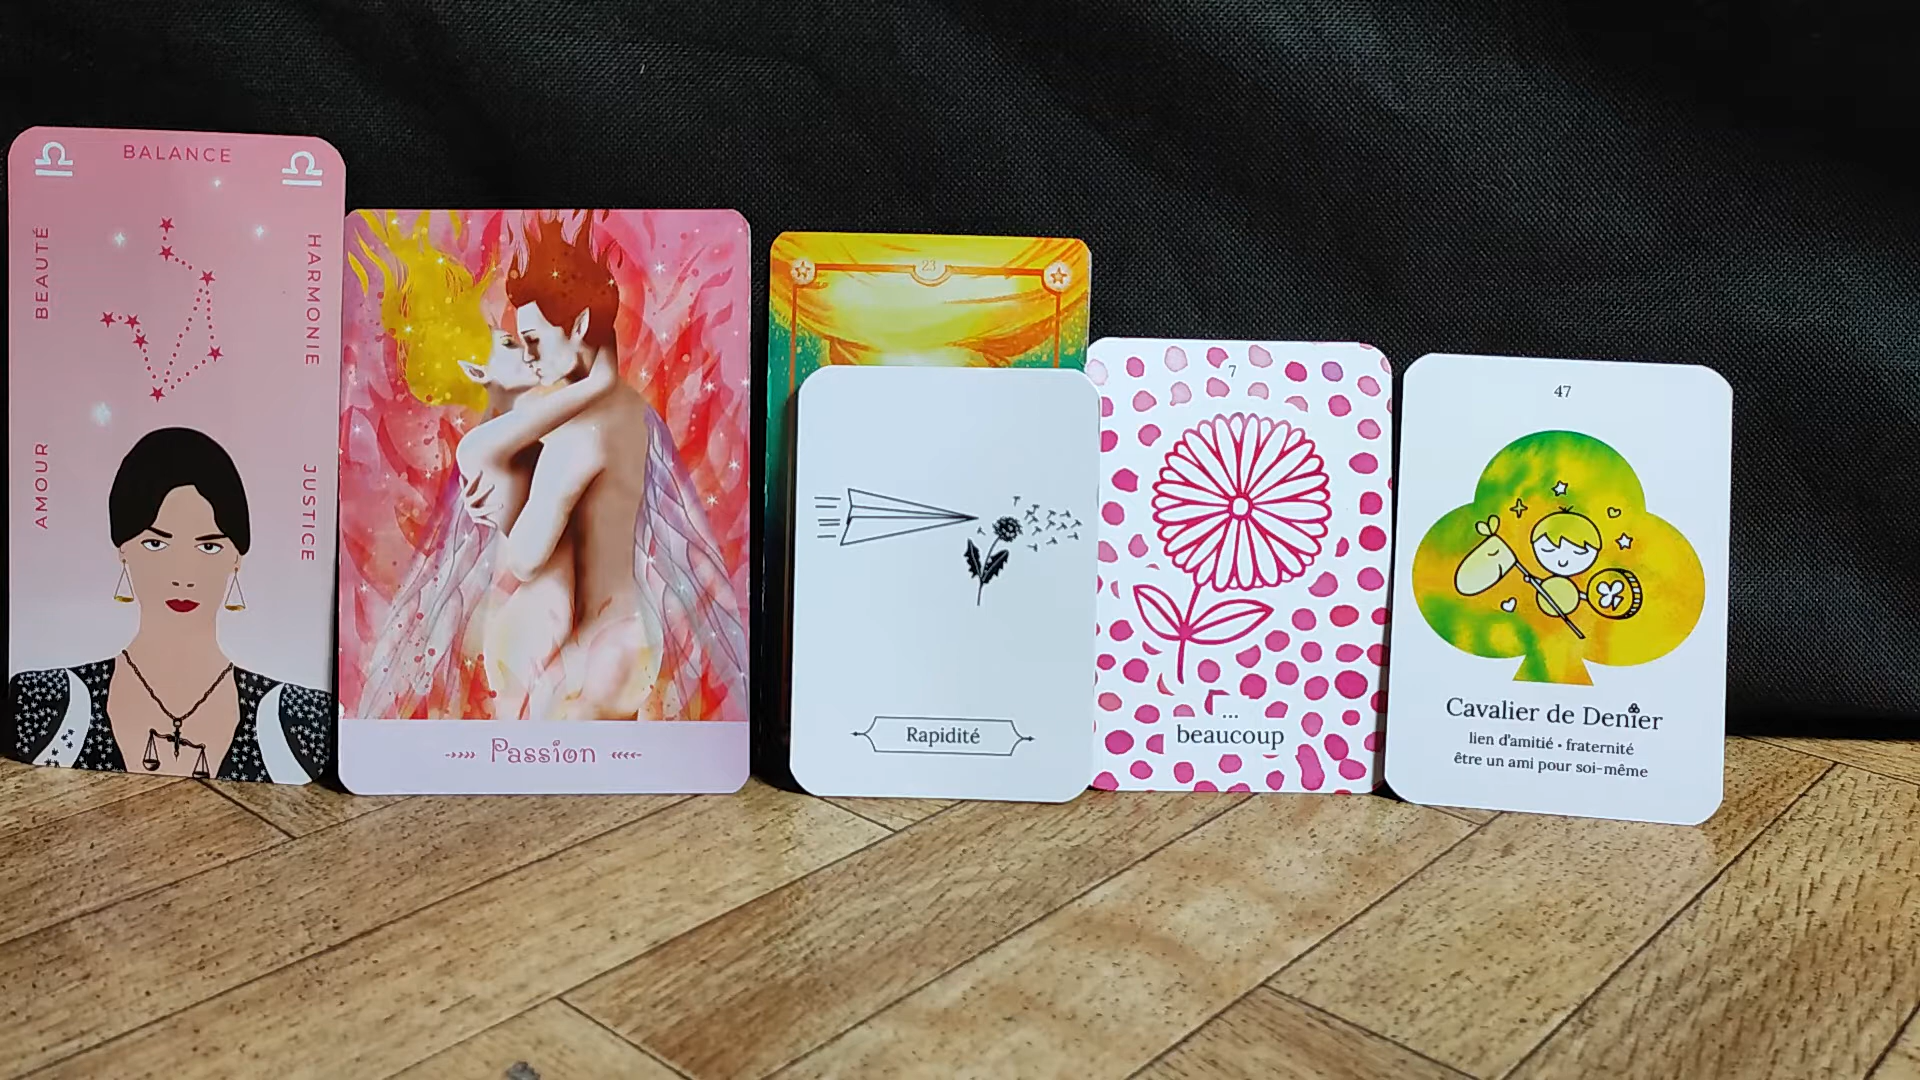 BALANCE
BEAUTÉ
HARMONIE
AMOUR
JUSTICE
Passion
23
Rapidité
7
...
beaucoup
47
Cavalier de Denier
lien d'amitié • fraternité
être un ami pour soi-même